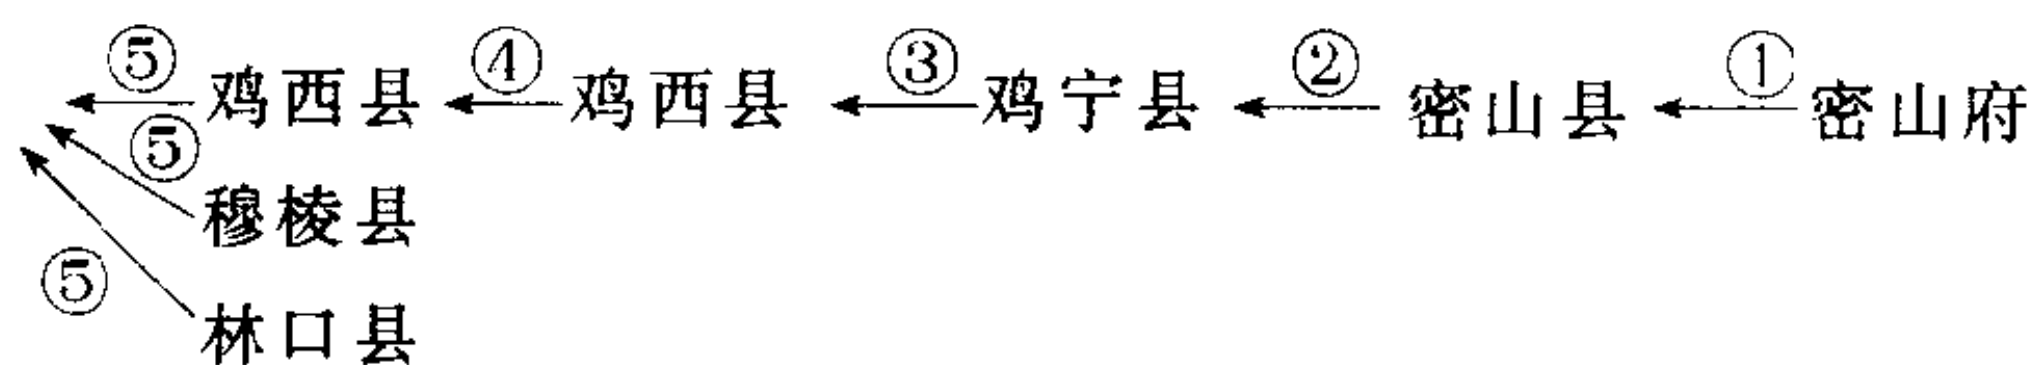 ⑤ 鸡西县 ④ 鸡西县 ③ 鸡宁县 ② 密山县 ① 密山府
⑤ 穆棱县
⑤ 林口县